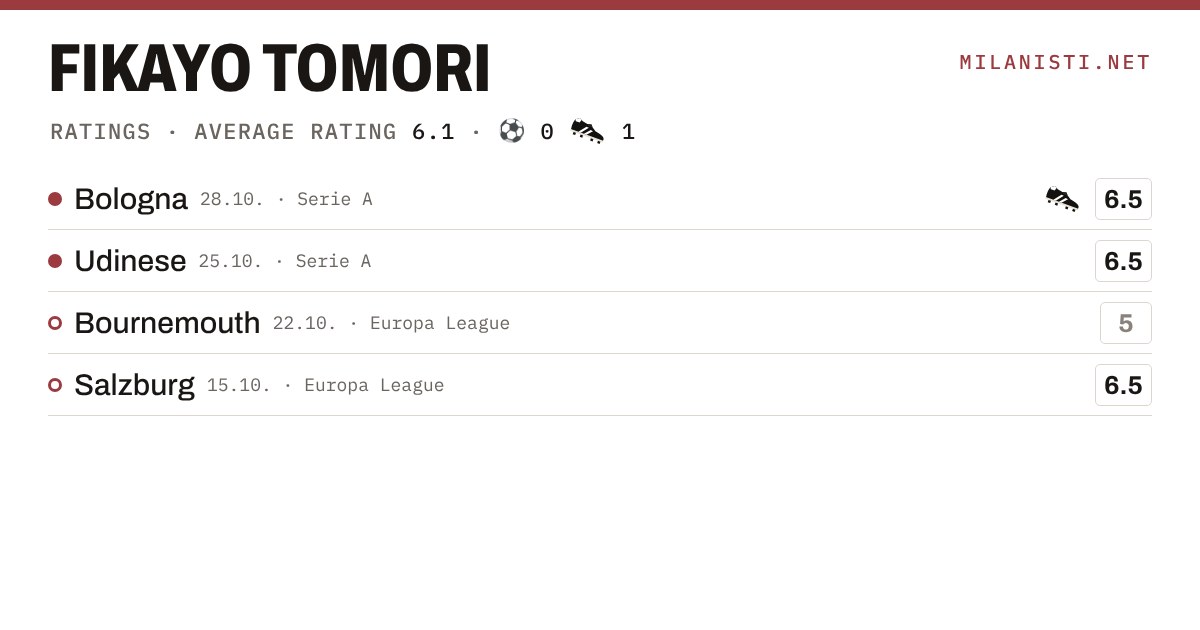 FIKAYO TOMORI
MILANISTI.NET
RATINGS · AVERAGE RATING 6.1 · ⚽ 0 1
Bologna 28.10. · Serie A 6.5
Udinese 25.10. · Serie A 6.5
Bournemouth 22.10. · Europa League 5
Salzburg 15.10. · Europa League 6.5